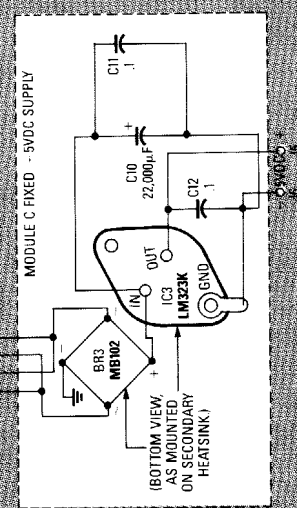 MODULE C FIXED - 5VDC SUPPLY
C11
.1
+
C10
22,000µF
C12
.1
OUT
IN
IC3
LM323K
GND
BR3
MB102
~
-
~
+
(BOTTOM VIEW,
AS MOUNTED
ON SECONDARY
HEATSINK)
+